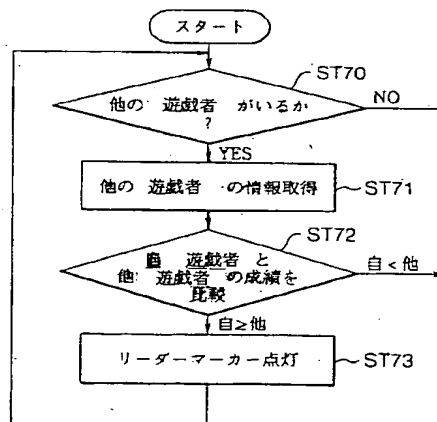 スタート
ST70
他の 遊戯者 がいるか
?
NO
YES
他の 遊戯者 の情報取得
ST71
ST72
自 遊戯者 と
他 遊戯者 の成績を
比較
自<他
自≥他
リーダーマーカー点灯
ST73